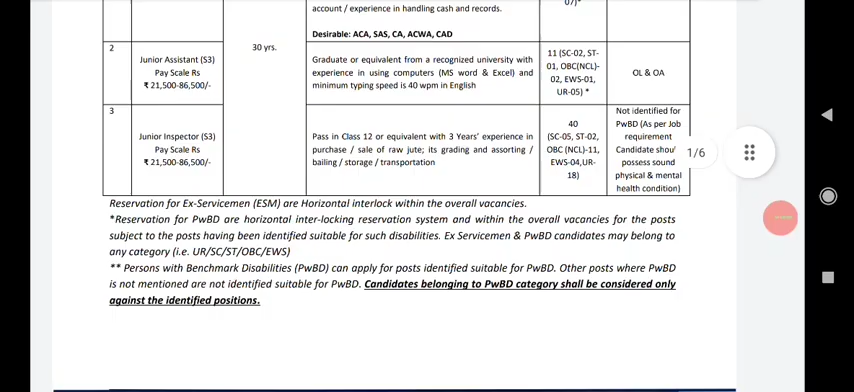 account / experience in handling cash and records.
07)*
Desirable: ACA, SAS, CA, ACWA, CAD
2
Junior Assistant (S3)
Pay Scale Rs
₹ 21,500-86,500/-
30 yrs.
Graduate or equivalent from a recognized university with
experience in using computers (MS word & Excel) and
minimum typing speed is 40 wpm in English
11 (SC-02, ST-
01, OBC(NCL)-
02, EWS-01,
UR-05) *
OL & OA
3
Junior Inspector (S3)
Pay Scale Rs
₹ 21,500-86,500/-
Pass in Class 12 or equivalent with 3 Years' experience in
purchase / sale of raw jute; its grading and assorting /
bailing / storage / transportation
40
(SC-05, ST-02,
OBC (NCL)-11,
EWS-04,UR-
18)
Not identified for
PwBD (As per Job
requirement
Candidate shou
possess sound
physical & mental
health condition)
1/6
Reservation for Ex-Servicemen (ESM) are Horizontal interlock within the overall vacancies.
*Reservation for PwBD are horizontal inter-locking reservation system and within the overall vacancies for the posts
subject to the posts having been identified suitable for such disabilities. Ex Servicemen & PwBD candidates may belong to
any category (i.e. UR/SC/ST/OBC/EWS)
** Persons with Benchmark Disabilities (PwBD) can apply for posts identified suitable for PwBD. Other posts where PwBD
is not mentioned are not identified suitable for PwBD. Candidates belonging to PwBD category shall be considered only
against the identified positions.